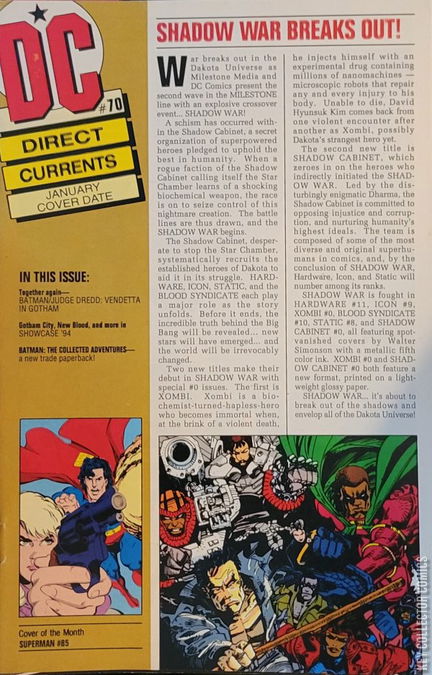 DC
#70
DIRECT
CURRENTS
JANUARY
COVER DATE
IN THIS ISSUE:
Together again—
BATMAN/JUDGE DREDD: VENDETTA
IN GOTHAM
Gotham City, New Blood, and more in
SHOWCASE '94
BATMAN: THE COLLECTED ADVENTURES—
a new trade paperback!
Cover of the Month
SUPERMAN #85
SHADOW WAR BREAKS OUT!
War breaks out in the
Dakota Universe as
Milestone Media and
DC Comics present the
second wave in the MILESTONE
line with an explosive crossover
event... SHADOW WAR!
A schism has occurred with-
in the Shadow Cabinet, a secret
organization of superpowered
heroes pledged to uphold the
best in humanity. When a
rogue faction of the Shadow
Cabinet calling itself the Star
Chamber learns of a shocking
biochemical weapon, the race
is on to seize control of this
nightmare creation. The battle
lines are thus drawn, and the
SHADOW WAR begins.
The Shadow Cabinet, desper-
ate to stop the Star Chamber,
systematically recruits the
established heroes of Dakota to
aid it in its struggle. HARD-
WARE, ICON, STATIC, and the
BLOOD SYNDICATE each play
a major role as the story
unfolds. Before it ends, the
incredible truth behind the Big
Bang will be revealed... new
stars will have emerged... and
the world will be irrevocably
changed.
Two new titles make their
debut in SHADOW WAR with
special #0 issues. The first is
XOMBI. Xombi is a bio-
chemist-turned-hapless-hero
who becomes immortal when,
at the brink of a violent death,
he injects himself with an
experimental drug containing
millions of nanomachines —
microscopic robots that repair
any and every injury to his
body. Unable to die, David
Hyunsuk Kim comes back from
one violent encounter after
another as Xombi, possibly
Dakota's strangest hero yet.
The second new title is
SHADOW CABINET, which
zeroes in on the heroes who
indirectly initiated the SHAD-
OW WAR. Led by the dis-
turbingly enigmatic Dharma, the
Shadow Cabinet is committed to
opposing injustice and corrup-
tion, and nurturing humanity's
highest ideals. The team is
composed of some of the most
diverse and original superhu-
mans in comics, and, by the
conclusion of SHADOW WAR,
Hardware, Icon, and Static will
number among its ranks.
SHADOW WAR is fought in
HARDWARE #11, ICON #9,
XOMBI #0, BLOOD SYNDICATE
#10, STATIC #8, and SHADOW
CABINET #0, all featuring spot-
varnished covers by Walter
Simonson with a metallic fifth
color ink. XOMBI #0 and SHAD-
OW CABINET #0 both feature a
new format, printed on a light-
weight glossy paper.
SHADOW WAR... it's about to
break out of the shadows and
envelop all of the Dakota Universe!
KEY COLLECTOR COMICS